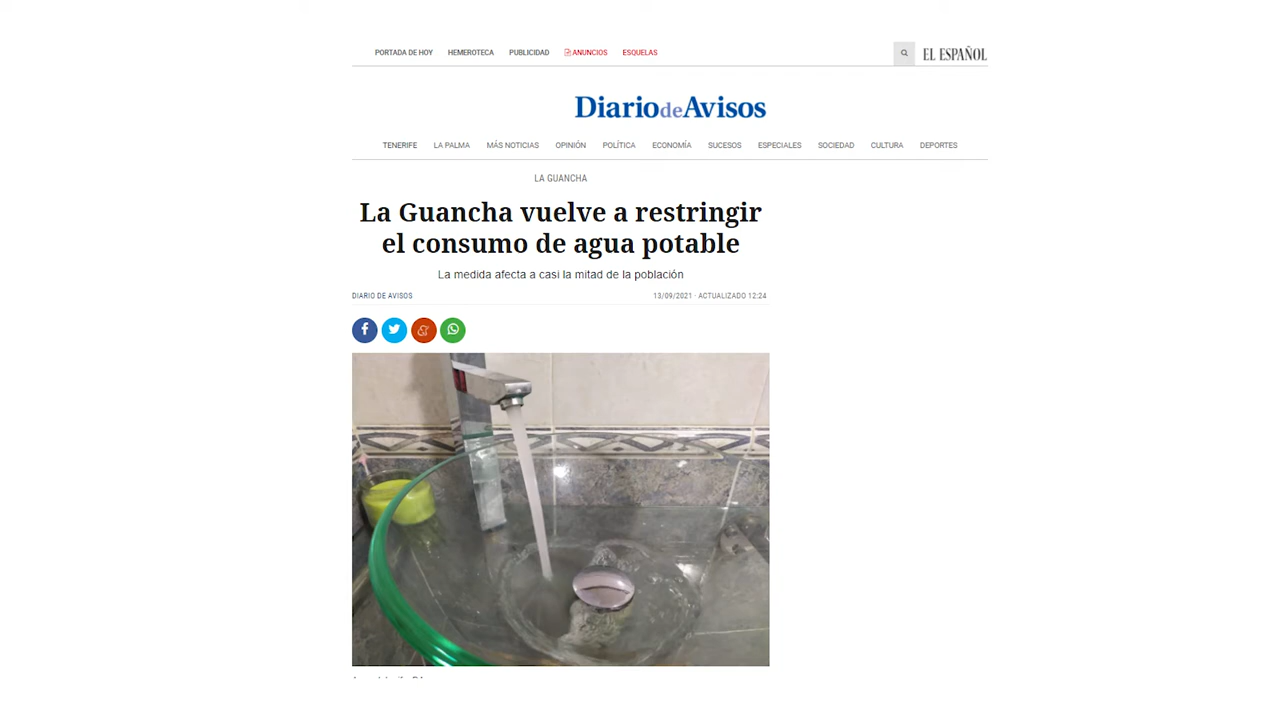 PORTADA DE HOY HEMEROTECA PUBLICIDAD ANUNCIOS ESQUELAS
EL ESPAÑOL
DiariodeAvisos
TENERIFE LA PALMA MÁS NOTICIAS OPINIÓN POLÍTICA ECONOMÍA SUCESOS ESPECIALES SOCIEDAD CULTURA DEPORTES
LA GUANCHA
La Guancha vuelve a restringir
el consumo de agua potable
La medida afecta a casi la mitad de la población
DIARIO DE AVISOS 13/09/2021 · ACTUALIZADO 12:24